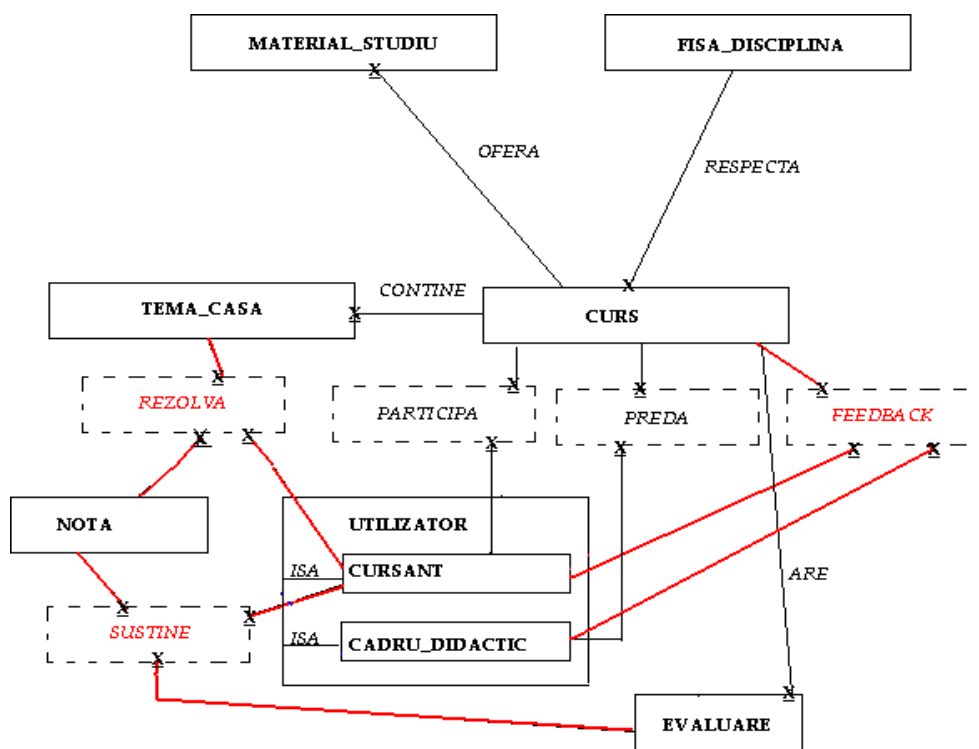 MATERIAL_STUDIU
FISA_DISCIPLINA
X
OFERA
RESPECTA
X
TEMA_CASA
X
CONTINE
CURS
X
REZOLVA
X
X
X
PARTICIPA
X
X
PREDA
X
X
FEEDBACK
X
X
NOTA
UTILIZATOR
ISA
CURSANT
ARE
X
X
SUSTINE
X
ISA
CADRU_DIDACTIC
X
EVALUARE